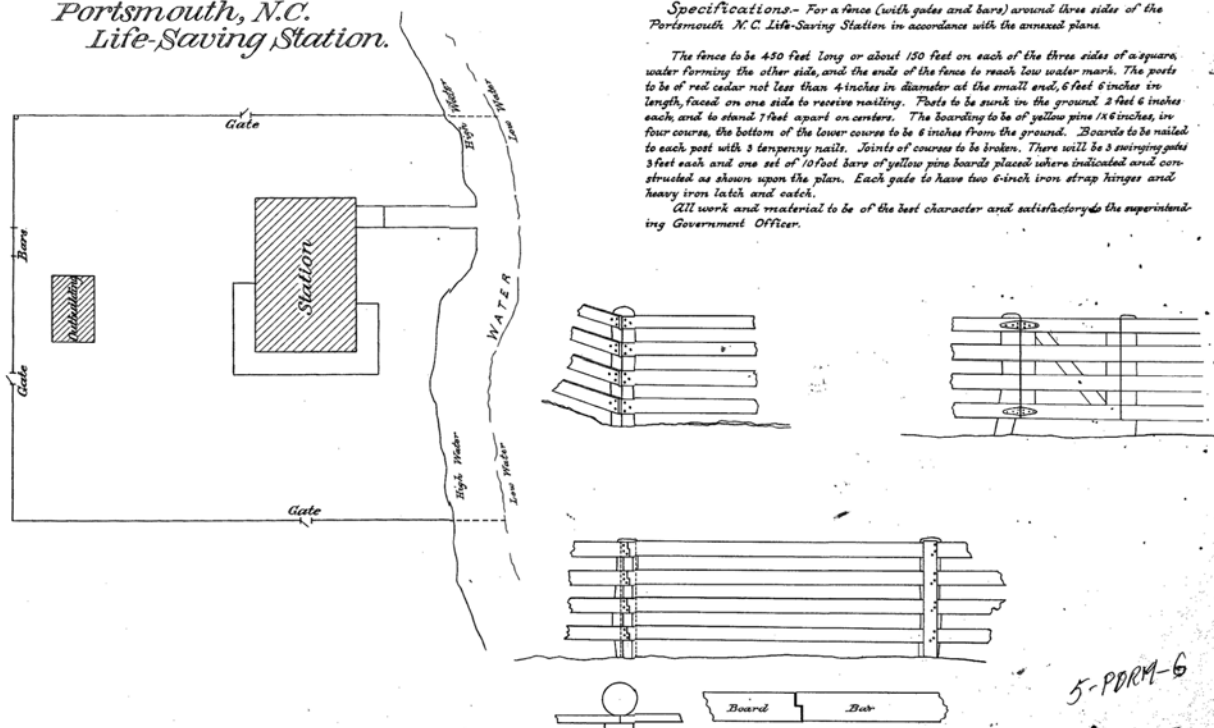 Portsmouth, N.C.
Life-Saving Station.
Specifications.- For a fence (with gates and bars) around three sides of the
Portsmouth N.C. Life-Saving Station in accordance with the annexed plans.
The fence to be 450 feet long or about 150 feet on each of the three sides of a square,
water forming the other side, and the ends of the fence to reach low water mark. The posts
to be of red cedar not less than 4 inches in diameter at the small end, 6 feet 6 inches in
length, faced on one side to receive nailing. Posts to be sunk in the ground 2 feet 6 inches
each, and to stand 7 feet apart on centers. The boarding to be of yellow pine 1x6 inches, in
four course, the bottom of the lower course to be 6 inches from the ground. Boards to be nailed
to each post with 3 tenpenny nails. Joints of courses to be broken. There will be 3 swinging gates
3 feet each and one set of 10 foot bars of yellow pine boards placed where indicated and con-
structed as shown upon the plan. Each gate to have two 6-inch iron strap hinges and
heavy iron latch and catch.
All work and material to be of the best character and satisfactory to the superintend-
ing Government Officer.
Gate
High Water
Low Water
Bars
Outbuilding
Station
WATER
Gate
High Water
Low Water
Gate
Board
Bar
5-PDRM-6